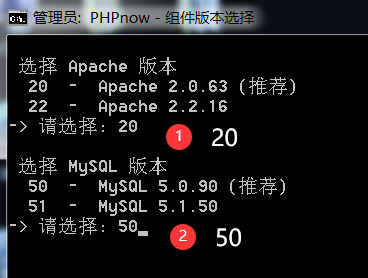 管理员: PHPnow - 组件版本选择
选择 Apache 版本
20 - Apache 2.0.63 (推荐)
22 - Apache 2.2.16
-> 请选择: 20
1 20
选择 MySQL 版本
50 - MySQL 5.0.90 (推荐)
51 - MySQL 5.1.50
-> 请选择: 50_
2 50